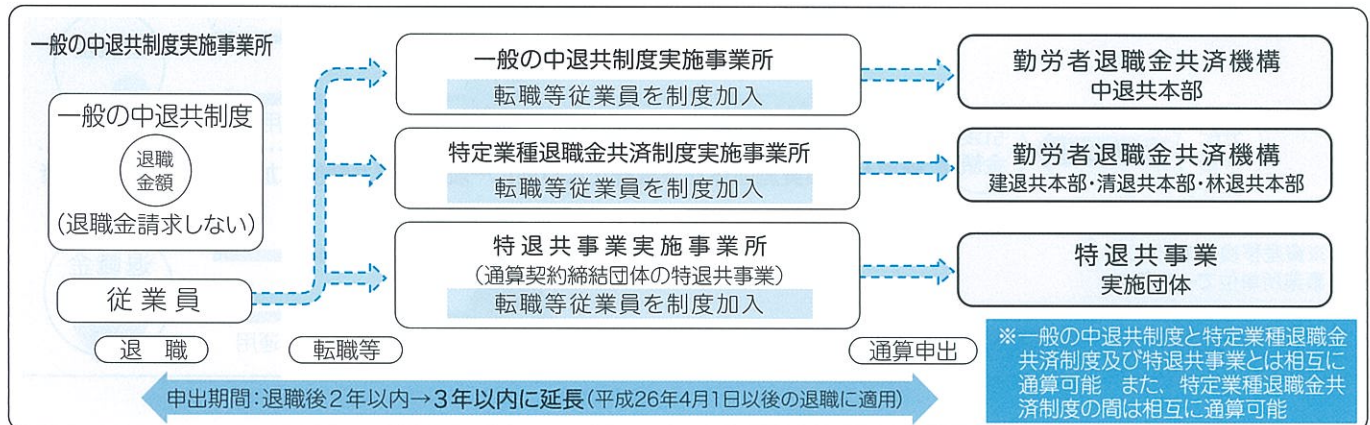 一般の中退共制度実施事業所
一般の中退共制度
退職
金額
(退職金請求しない)
従業員
一般の中退共制度実施事業所
転職等従業員を制度加入
勤労者退職金共済機構
中退共本部
特定業種退職金共済制度実施事業所
転職等従業員を制度加入
勤労者退職金共済機構
建退共本部・清退共本部・林退共本部
特退共事業実施事業所
(通算契約締結団体の特退共事業)
転職等従業員を制度加入
特退共事業
実施団体
退 職
転職等
通算申出
申出期間:退職後2年以内→3年以内に延長(平成26年4月1日以後の退職に適用)
※一般の中退共制度と特定業種退職金
共済制度及び特退共事業とは相互に
通算可能 また、特定業種退職金共
済制度の間は相互に通算可能